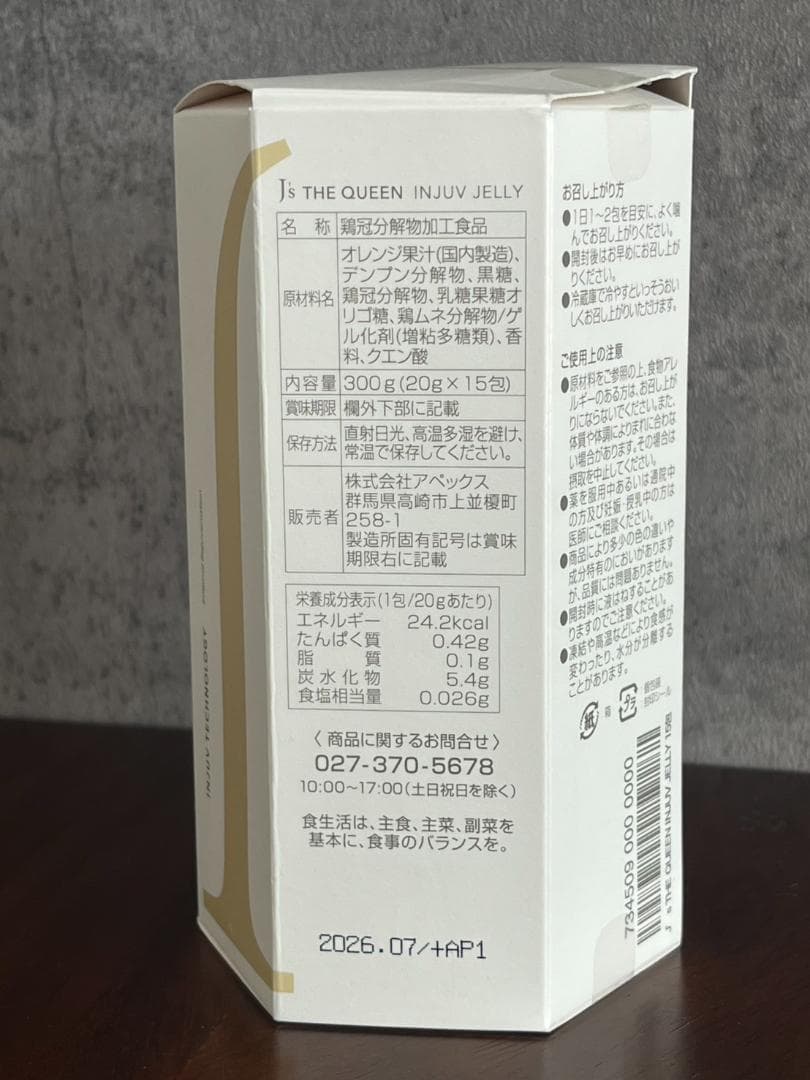 J's THE QUEEN INJUV JELLY
名 称 鶏冠分解物加工食品
原材料名 オレンジ果汁(国内製造)、
デンプン分解物、黒糖、
鶏冠分解物、乳糖果糖オ
リゴ糖、鶏ムネ分解物/ゲ
ル化剤(増粘多糖類)、香
料、クエン酸
内容量 300g(20g×15包)
賞味期限 欄外下部に記載
保存方法 直射日光、高温多湿を避け、
常温で保存してください。
販売者 株式会社アペックス
群馬県高崎市上並榎町
258-1
製造所固有記号は賞味
期限右に記載
栄養成分表示(1包/20gあたり)
エネルギー 24.2kcal
たんぱく質 0.42g
脂 質 0.1g
炭水化物 5.4g
食塩相当量 0.026g
〈 商品に関するお問合せ 〉
027-370-5678
10:00〜17:00(土日祝日を除く)
食生活は、主食、主菜、副菜を
基本に、食事のバランスを。
2026.07/+AP1
お召し上がり方
●1日1〜2包を目安に、よく噛
んでお召し上がりください。
●開封後はお早めにお召し上が
りください。
●冷蔵庫で冷やすといっそうおい
しくお召し上がりいただけます。
ご使用上の注意
●原材料をご参照の上、食物アレ
ルギーのある方は、お召し上が
りにならないでください。また、
体質や体調によりまれに合わな
い場合があります。その場合は
摂取を中止してください。
●薬を服用中あるいは通院中
の方及び妊娠・授乳中の方は
医師にご相談ください。
●商品により多少の色の違いや
成分特有のにおいがあります
が、品質には問題ありません。
●開封時に液はねすることがあ
りますのでご注意ください。
●凍結や高温などにより食感が
変わったり、水分が分離する
ことがあります。
紙 箱
プラ 個包装
封印シール
734509 000 0000
J's THE QUEEN INJUV JELLY 15包
INJUV TECHNOLOGY